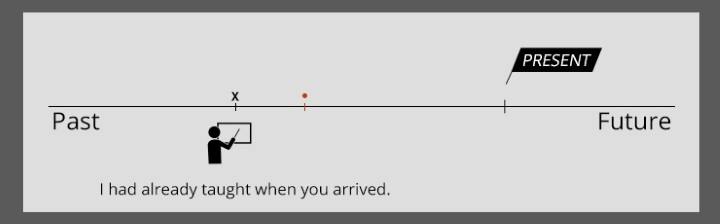 PRESENT
x
Past
Future
I had already taught when you arrived.